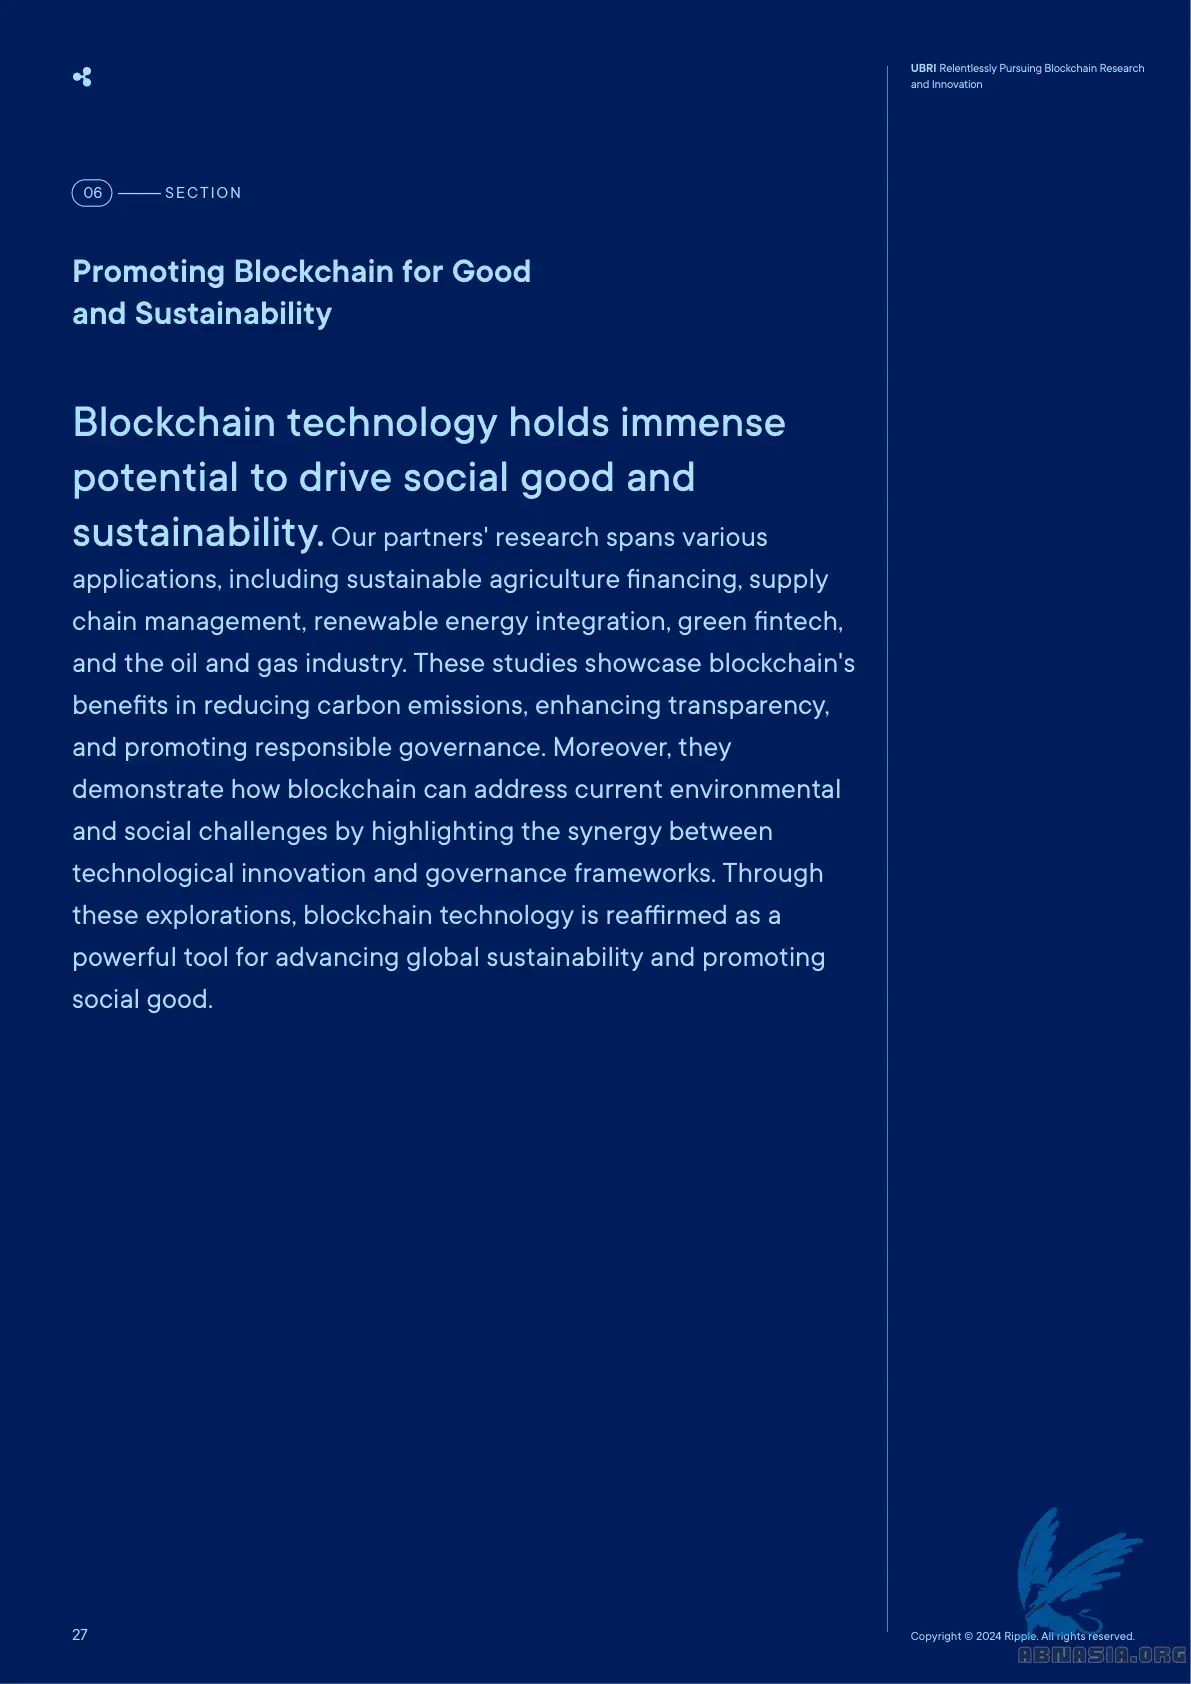 UBRI Relentlessly Pursuing Blockchain Research
and Innovation
06 SECTION
Promoting Blockchain for Good
and Sustainability
Blockchain technology holds immense
potential to drive social good and
sustainability. Our partners' research spans various
applications, including sustainable agriculture financing, supply
chain management, renewable energy integration, green fintech,
and the oil and gas industry. These studies showcase blockchain's
benefits in reducing carbon emissions, enhancing transparency,
and promoting responsible governance. Moreover, they
demonstrate how blockchain can address current environmental
and social challenges by highlighting the synergy between
technological innovation and governance frameworks. Through
these explorations, blockchain technology is reaffirmed as a
powerful tool for advancing global sustainability and promoting
social good.
27
Copyright © 2024 Ripple. All rights reserved.
ABNASIA.ORG